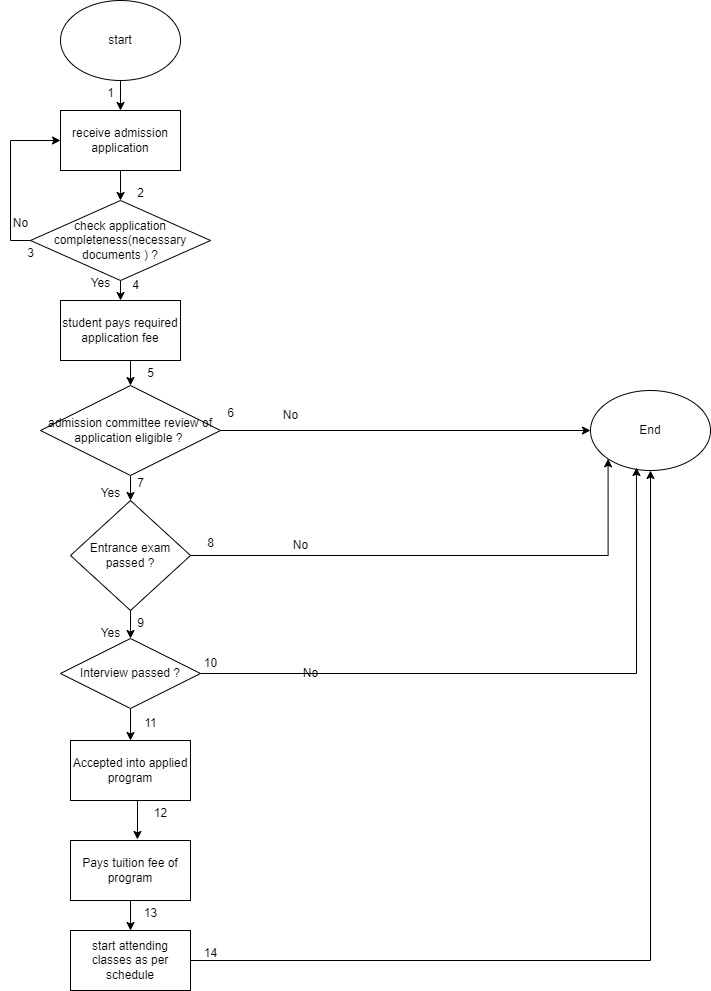 start
1
receive admission
application
2
No
check application
completeness(necessary
documents ) ?
3
Yes
4
student pays required
application fee
5
6
No
admission committee review of
application eligible ?
End
7
Yes
8
No
Entrance exam
passed ?
9
Yes
10
No
Interview passed ?
11
Accepted into applied
program
12
Pays tuition fee of
program
13
start attending
classes as per
schedule
14